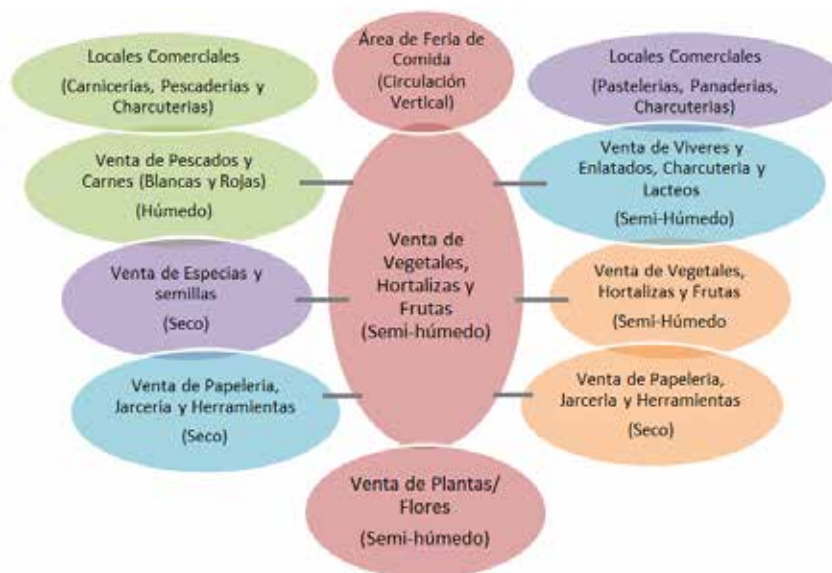 Locales Comerciales
(Carnicerias, Pescaderias y
Charcuterias)
Área de Feria de
Comida
(Circulación
Vertical)
Locales Comerciales
(Pastelerias, Panaderias,
Charcuterias)
Venta de Pescados y
Carnes (Blancas y Rojas)
(Húmedo)
Venta de Viveres y
Enlatados, Charcuteria y
Lacteos
(Semi-Húmedo)
Venta de
Vegetales,
Hortalizas y
Frutas
(Semi-húmedo)
Venta de Especias y
semillas
(Seco)
Venta de Vegetales,
Hortalizas y Frutas
(Semi-Húmedo
Venta de Papeleria,
Jarceria y Herramientas
(Seco)
Venta de Papeleria,
Jarceria y Herramientas
(Seco)
Venta de Plantas/
Flores
(Semi-húmedo)